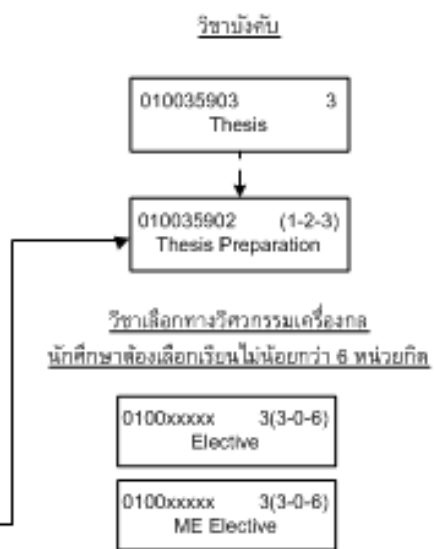 วิชาบังคับ
010035903 3
Thesis
010035902 (1-2-3)
Thesis Preparation
วิชาเลือกทางวิศวกรรมเครื่องกล
นักศึกษาต้องเลือกเรียนไม่น้อยกว่า 6 หน่วยกิต
0100xxxxx 3(3-0-6)
Elective
0100xxxxx 3(3-0-6)
ME Elective